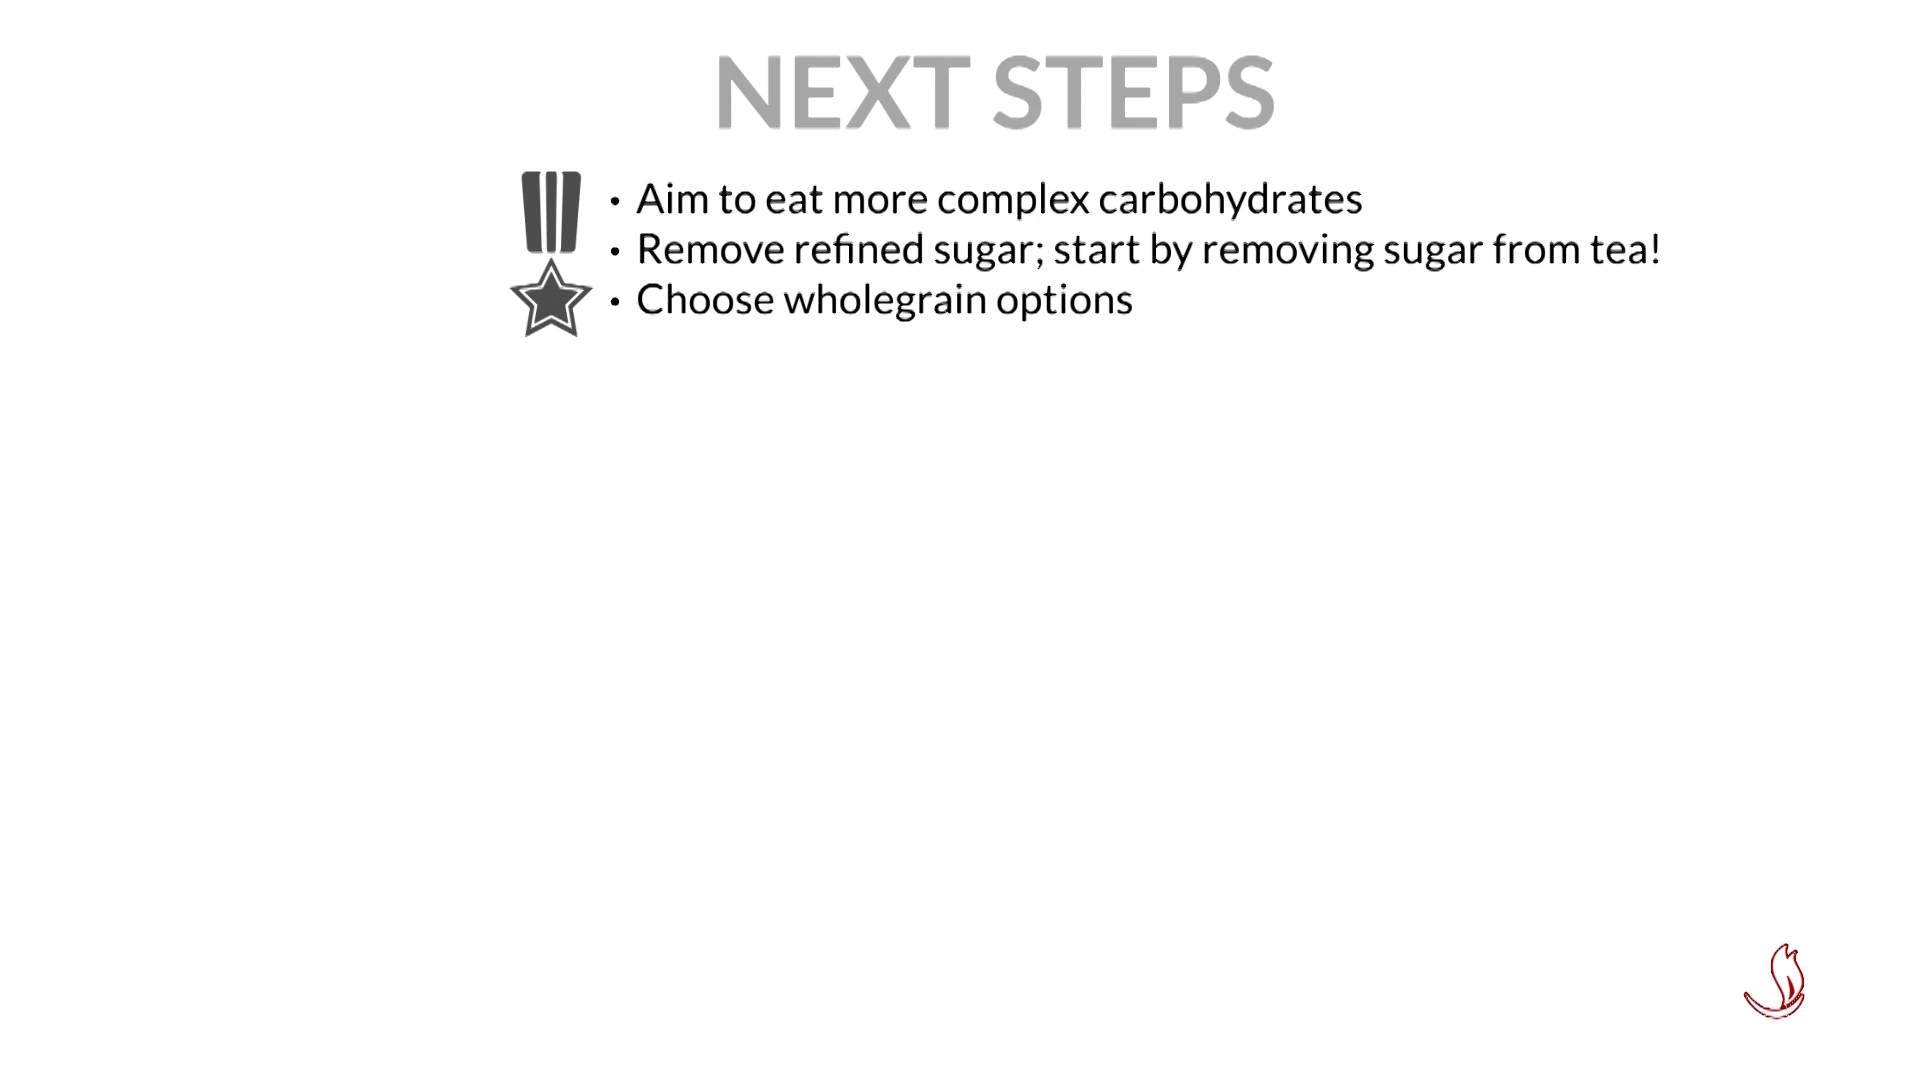 NEXT STEPS
• Aim to eat more complex carbohydrates
• Remove refined sugar; start by removing sugar from tea!
• Choose wholegrain options